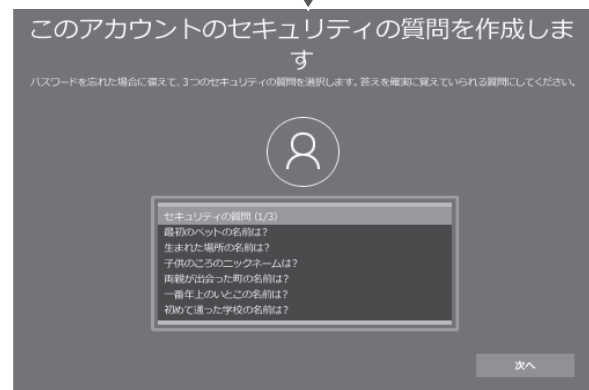 このアカウントのセキュリティの質問を作成しま
す
パスワードを忘れた場合に備えて、3つのセキュリティの質問を選択します。答えを確実に覚えていられる質問にしてください。
セキュリティの質問 (1/3)
最初のペットの名前は?
生まれた場所の名前は?
子供のころのニックネームは?
両親が出会った町の名前は?
一番年上のいとこの名前は?
初めて通った学校の名前は?
次へ